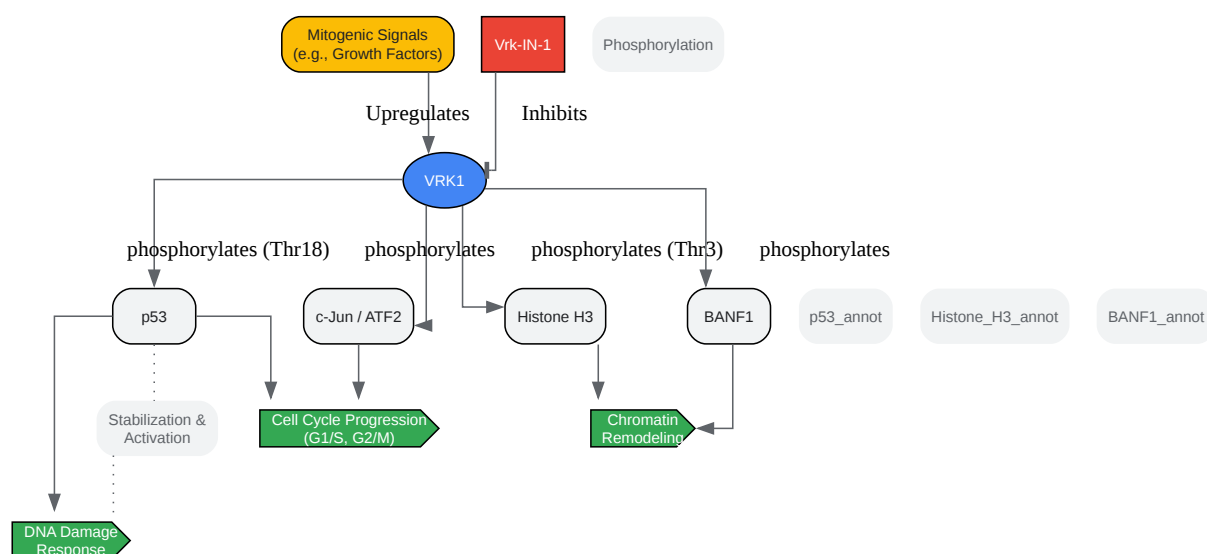 Mitogenic Signals
(e.g., Growth Factors)
Vrk-IN-1
Phosphorylation
Upregulates
Inhibits
VRK1
phosphorylates (Thr18)
phosphorylates
phosphorylates (Thr3)
phosphorylates
p53
c-Jun / ATF2
Histone H3
BANF1
p53_annot
Histone_H3_annot
BANF1_annot
Stabilization &
Activation
Cell Cycle Progression
(G1/S, G2/M)
Chromatin
Remodeling
DNA Damage
Response